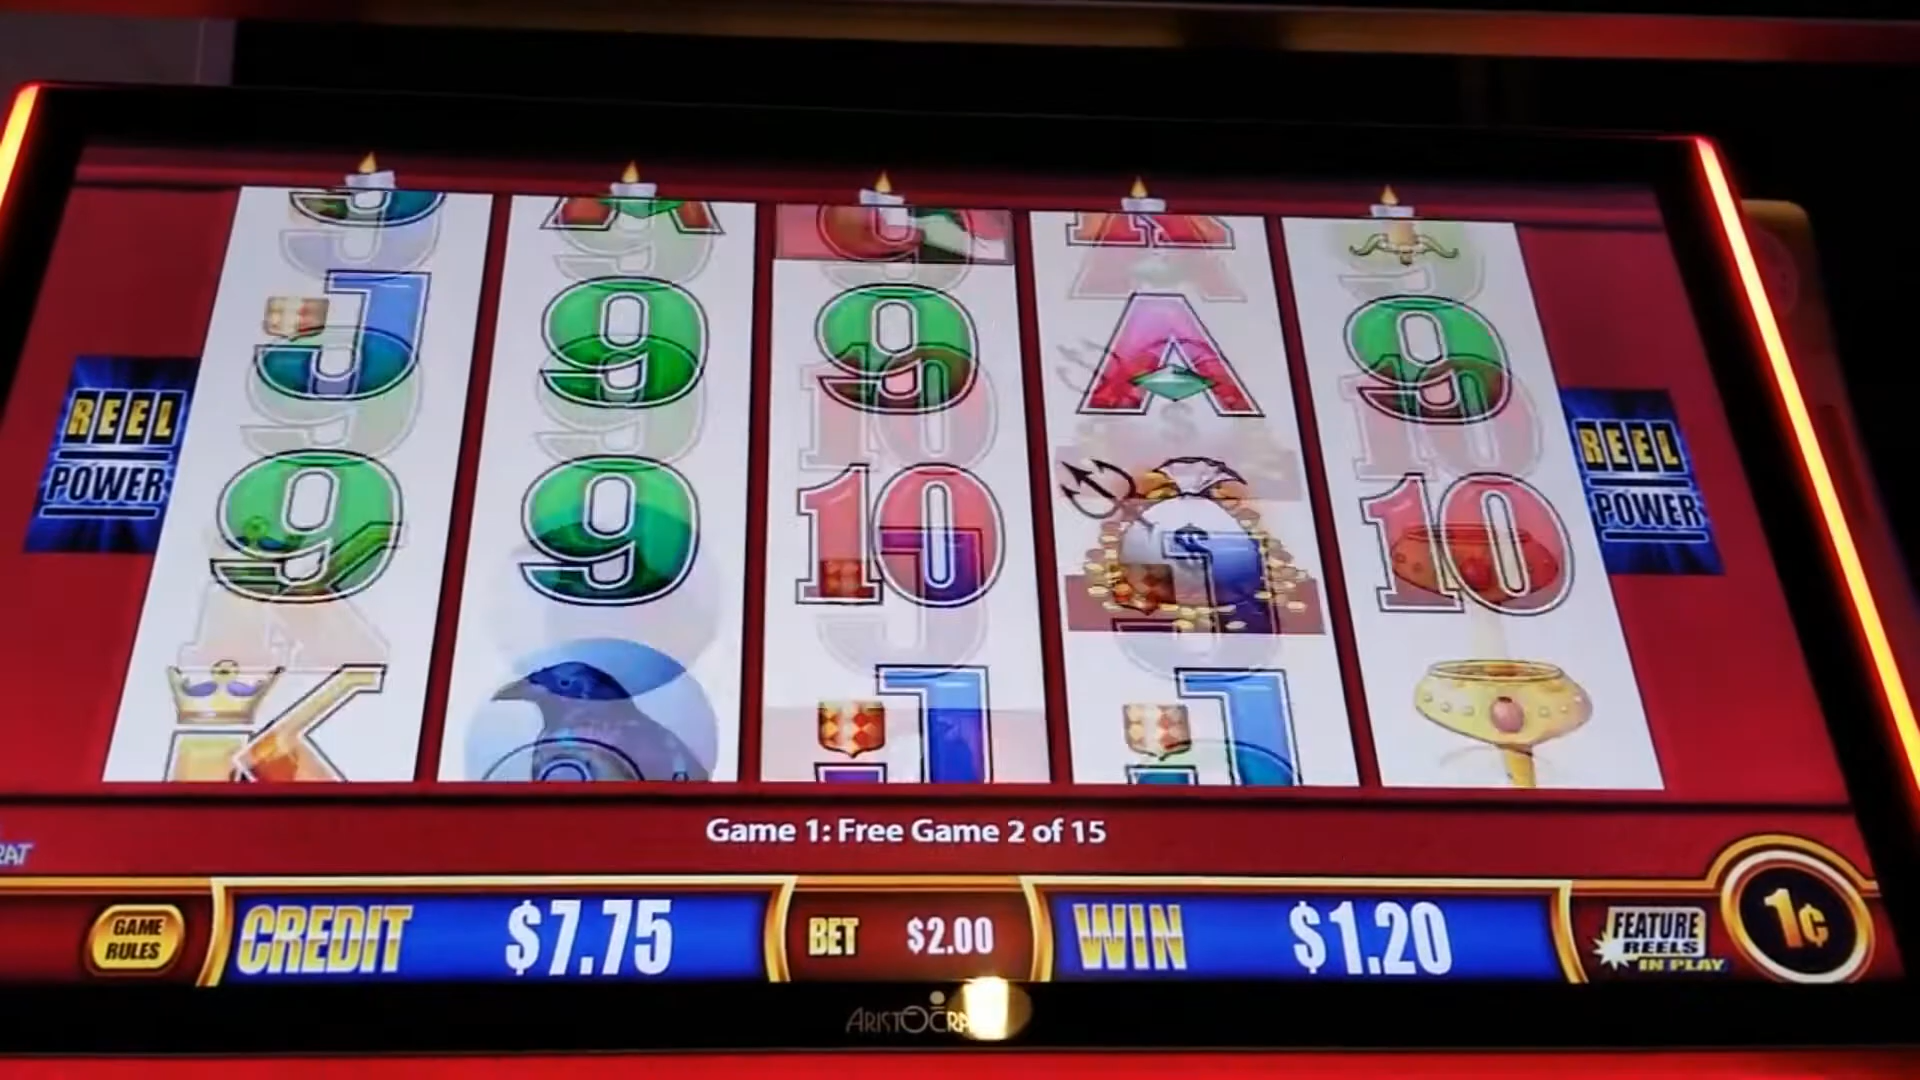 J 9 9 A 9
9 9 10 $ 10
K J J
REEL
POWER
REEL
POWER
Game 1: Free Game 2 of 15
GAME
RULES
CREDIT $7.75
BET $2.00
WIN $1.20
FEATURE
REELS
IN PLAY
1¢